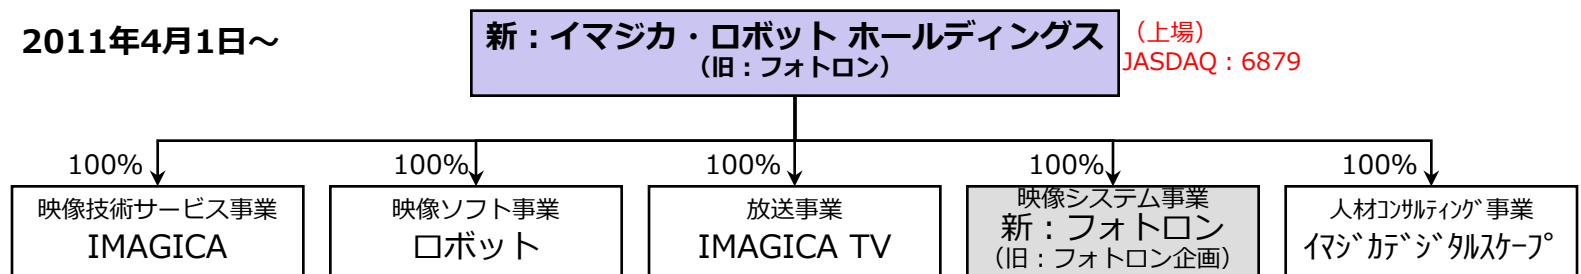 2011年4月1日～
新：イマジカ・ロボット ホールディングス
（旧：フォトロン）
（上場）
JASDAQ：6879
100%
100%
100%
100%
100%
映像技術サービス事業
IMAGICA
映像ソフト事業
ロボット
放送事業
IMAGICA TV
映像システム事業
新：フォトロン
（旧：フォトロン企画）
人材ｺﾝｻﾙﾃｨﾝｸﾞ事業
ｲﾏｼﾞｶﾃﾞｼﾞﾀﾙｽｹｰﾌﾟ